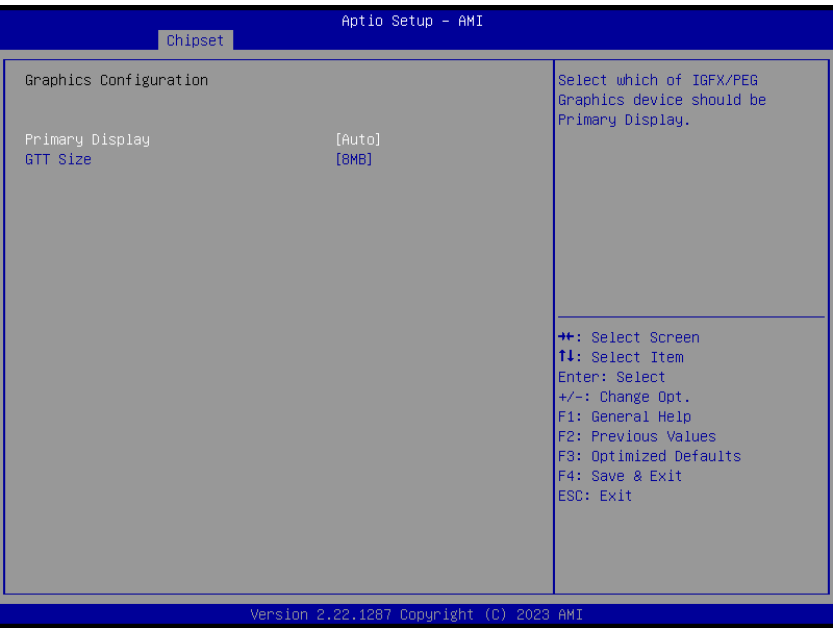 Aptio Setup – AMI
Chipset
Graphics Configuration
Primary Display [Auto]
GTT Size [8MB]
Select which of IGFX/PEG
Graphics device should be
Primary Display.
→←: Select Screen
↑↓: Select Item
Enter: Select
+/-: Change Opt.
F1: General Help
F2: Previous Values
F3: Optimized Defaults
F4: Save & Exit
ESC: Exit
Version 2.22.1287 Copyright (C) 2023 AMI